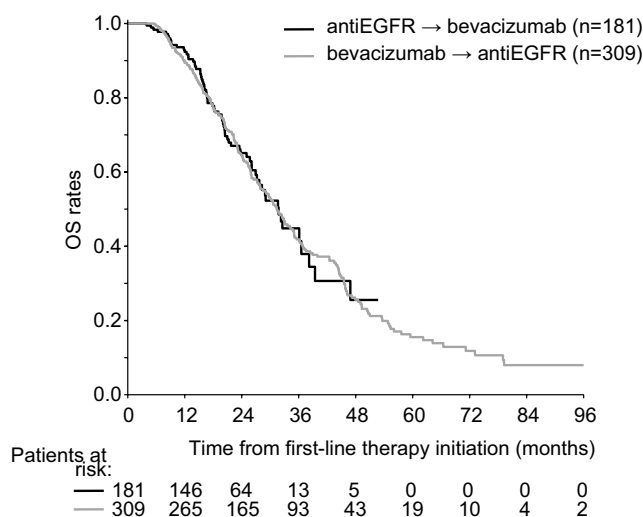 antiEGFR → bevacizumab (n=181)
bevacizumab → antiEGFR (n=309)
OS rates
1.0
0.8
0.6
0.4
0.2
0.0
0 12 24 36 48 60 72 84 96
Time from first-line therapy initiation (months)
Patients at
risk:
181 146 64 13 5 0 0 0 0
309 265 165 93 43 19 10 4 2